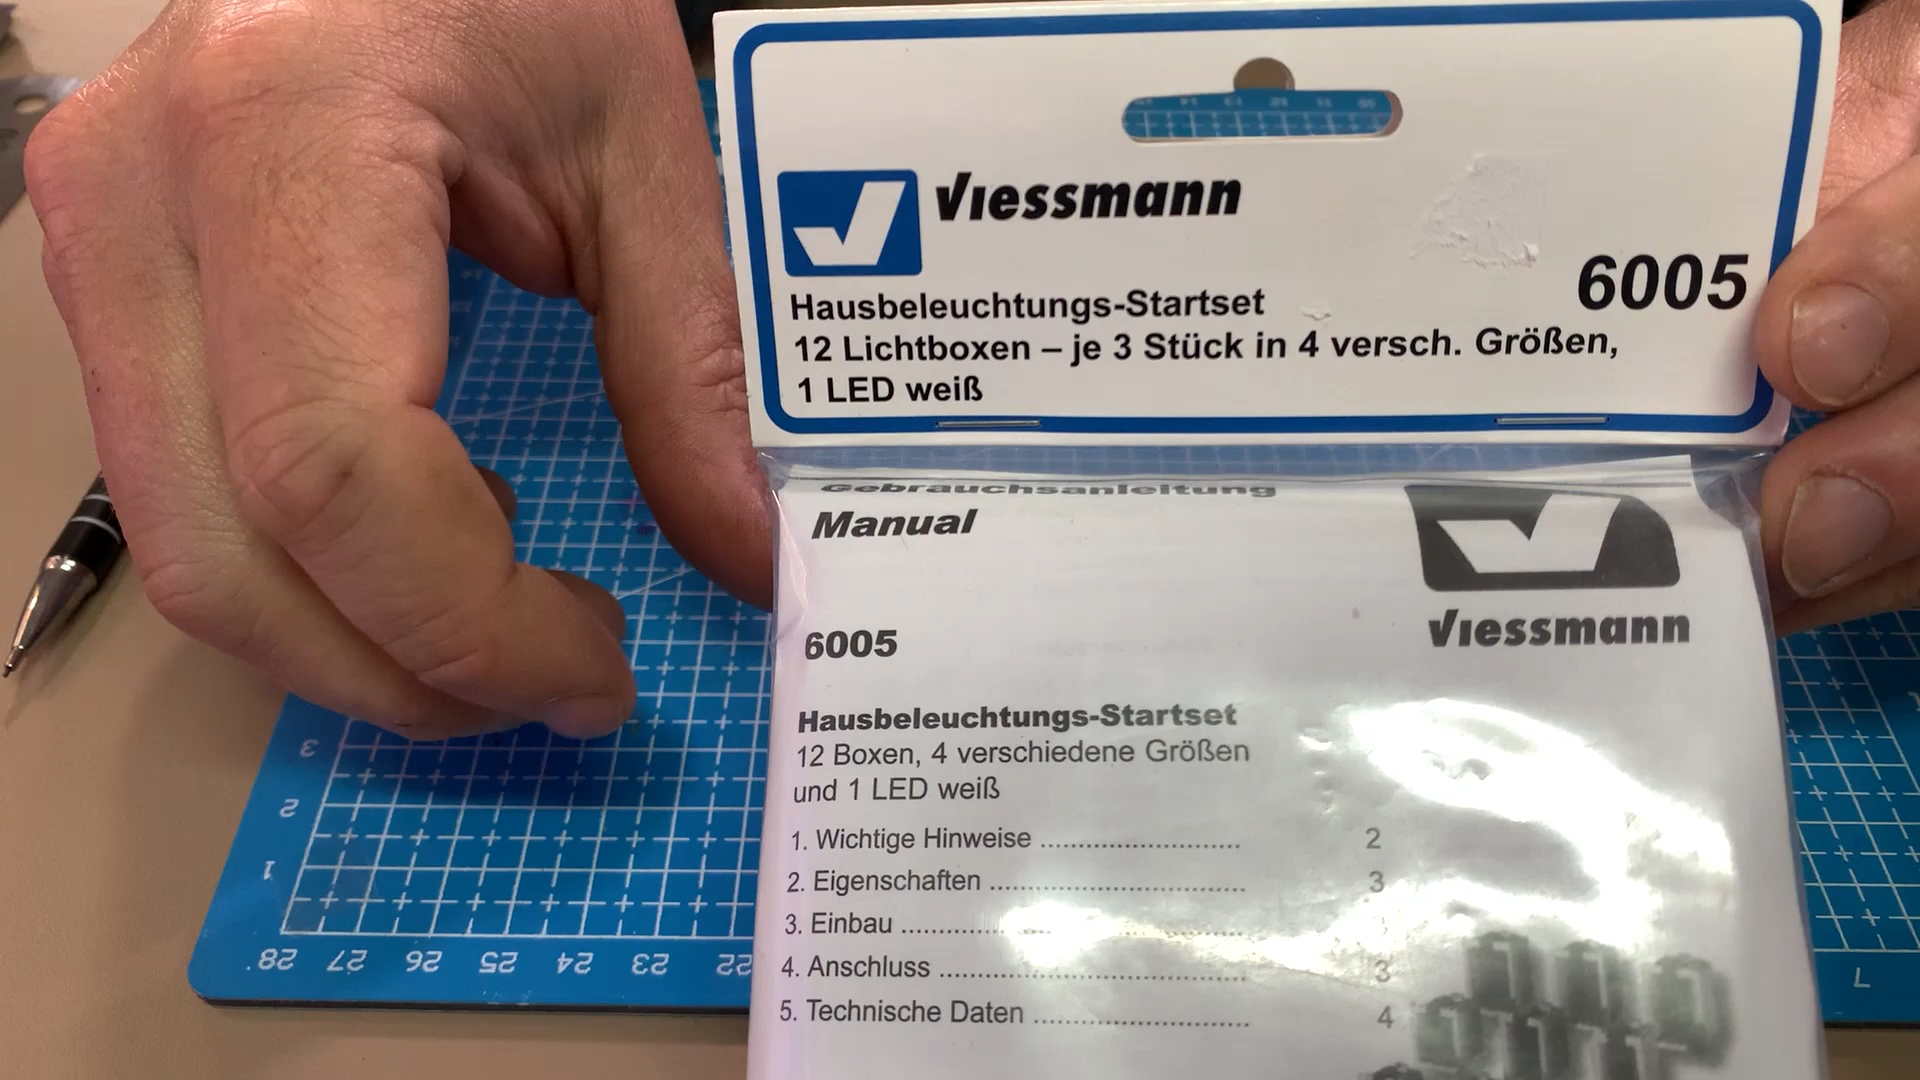 Viessmann
6005
Hausbeleuchtungs-Startset
12 Lichtboxen – je 3 Stück in 4 versch. Größen,
1 LED weiß
Gebrauchsanleitung
Manual
Viessmann
6005
Hausbeleuchtungs-Startset
12 Boxen, 4 verschiedene Größen
und 1 LED weiß
1. Wichtige Hinweise .............................. 2
2. Eigenschaften ...................................... 3
3. Einbau
4. Anschluss ............................................. 3
5. Technische Daten ................................ 4
3
2
1
28 27 26 25 24 23 22
7